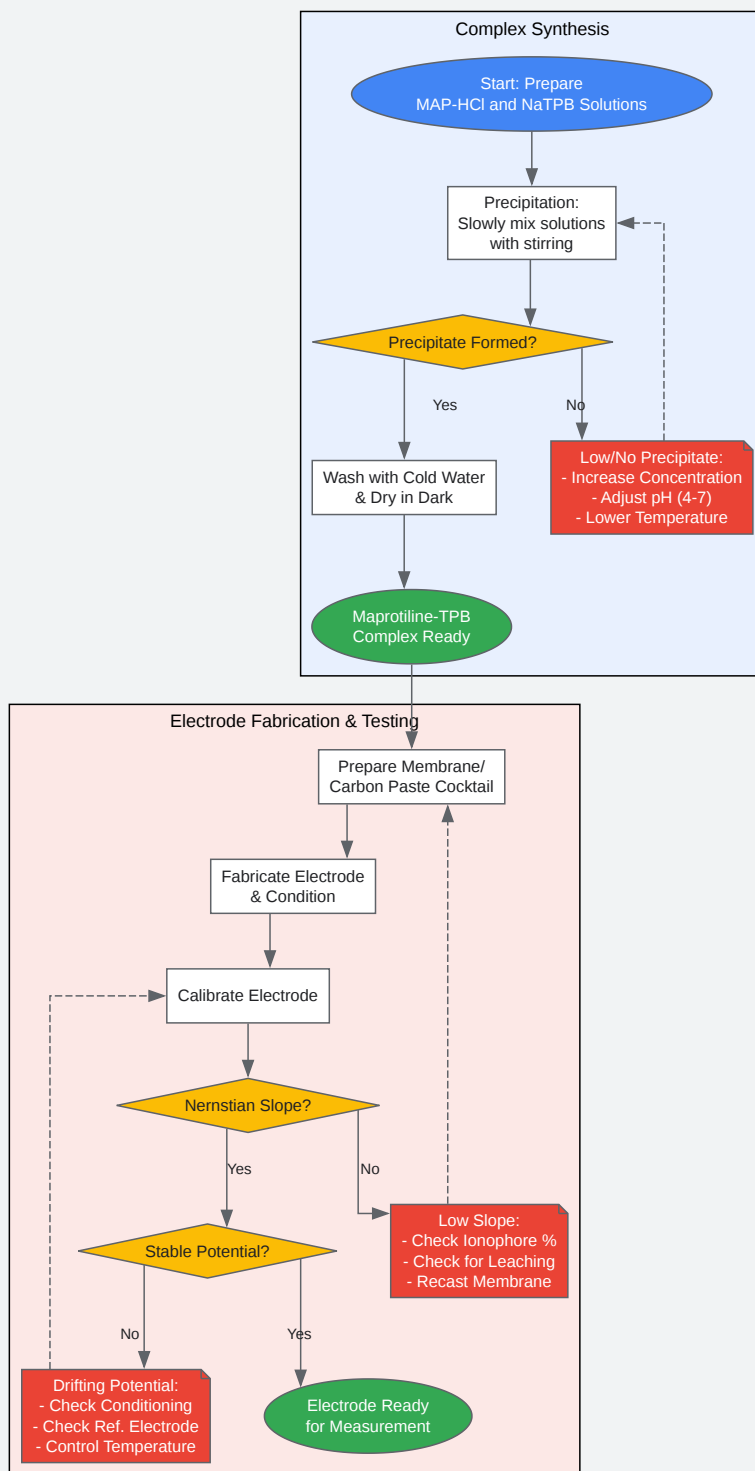 Complex Synthesis
Start: Prepare
MAP-HCl and NaTPB Solutions
Precipitation:
Slowly mix solutions
with stirring
Precipitate Formed?
Yes
No
Wash with Cold Water
& Dry in Dark
Low/No Precipitate:
- Increase Concentration
- Adjust pH (4-7)
- Lower Temperature
Maprotiline-TPB
Complex Ready
Electrode Fabrication & Testing
Prepare Membrane/
Carbon Paste Cocktail
Fabricate Electrode
& Condition
Calibrate Electrode
Nernstian Slope?
Yes
No
Low Slope:
- Check Ionophore %
- Check for Leaching
- Recast Membrane
Stable Potential?
No
Yes
Drifting Potential:
- Check Conditioning
- Check Ref. Electrode
- Control Temperature
Electrode Ready
for Measurement